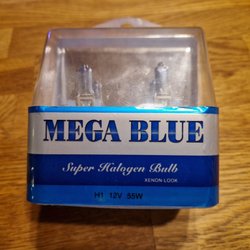 MEGA BLUE
Super Halogen Bulb
XENON LOOK
H1 12V 55W